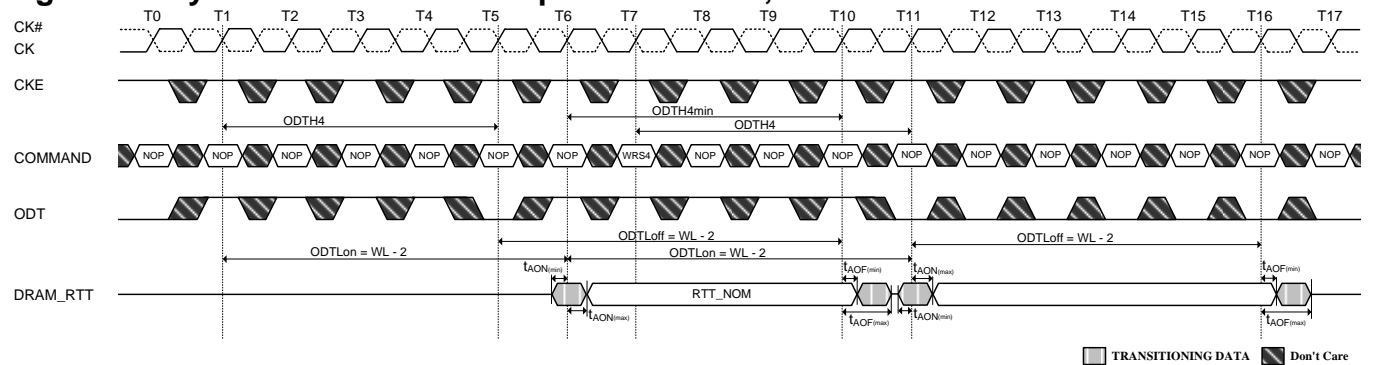 T0 T1 T2 T3 T4 T5 T6 T7 T8 T9 T10 T11 T12 T13 T14 T15 T16 T17
CK#
CK
CKE
ODTH4 ODTH4min
ODTH4
COMMAND NOP NOP NOP NOP NOP NOP NOP WRS4 NOP NOP NOP NOP NOP NOP NOP NOP NOP NOP
ODT
ODTLoff = WL - 2 ODTLoff = WL - 2
ODTLon = WL - 2 ODTLon = WL - 2
tAON(min) tAOF(min) tAON(max) tAOF(min)
DRAM_RTT RTT_NOM
tAON(max) tAOF(max) tAON(min) tAOF(max)
TRANSITIONING DATA Don't Care